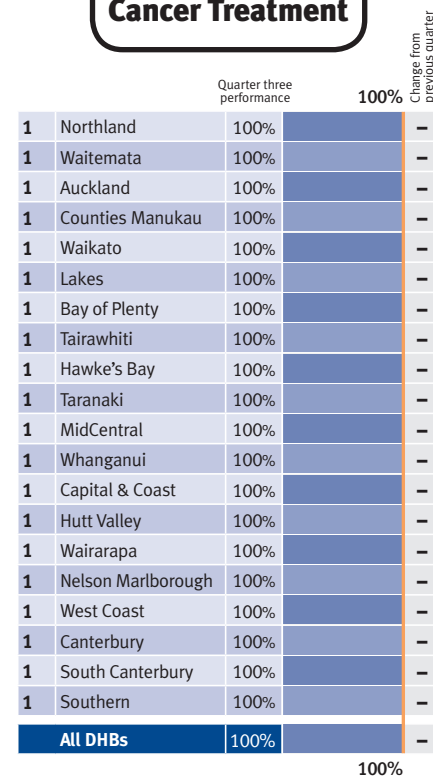 Cancer Treatment
Quarter three
performance
100%
Change from
previous quarter
1 Northland 100% –
1 Waitemata 100% –
1 Auckland 100% –
1 Counties Manukau 100% –
1 Waikato 100% –
1 Lakes 100% –
1 Bay of Plenty 100% –
1 Tairawhiti 100% –
1 Hawke’s Bay 100% –
1 Taranaki 100% –
1 MidCentral 100% –
1 Whanganui 100% –
1 Capital & Coast 100% –
1 Hutt Valley 100% –
1 Wairarapa 100% –
1 Nelson Marlborough 100% –
1 West Coast 100% –
1 Canterbury 100% –
1 South Canterbury 100% –
1 Southern 100% –
All DHBs 100% –
100%